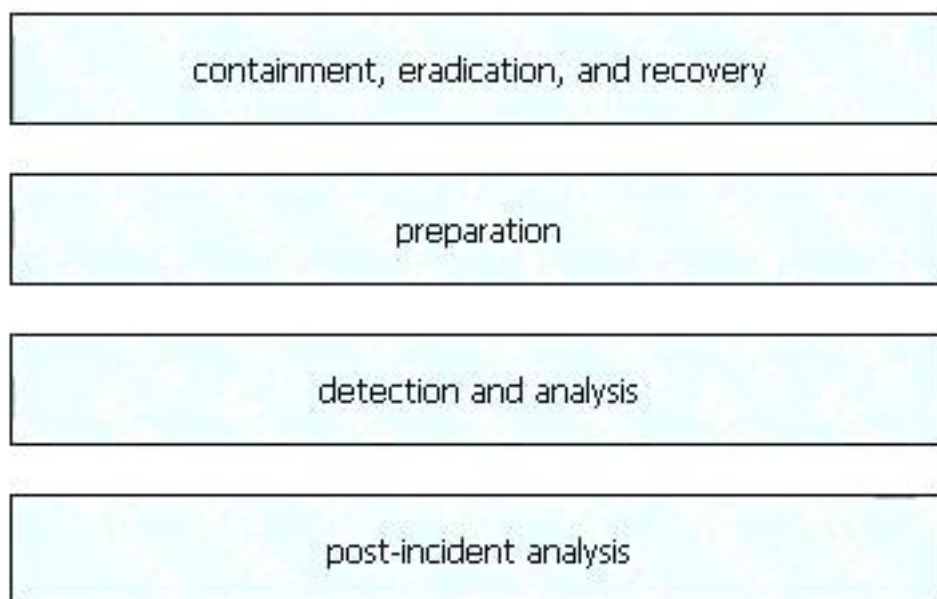 containment, eradication, and recovery
preparation
detection and analysis
post-incident analysis